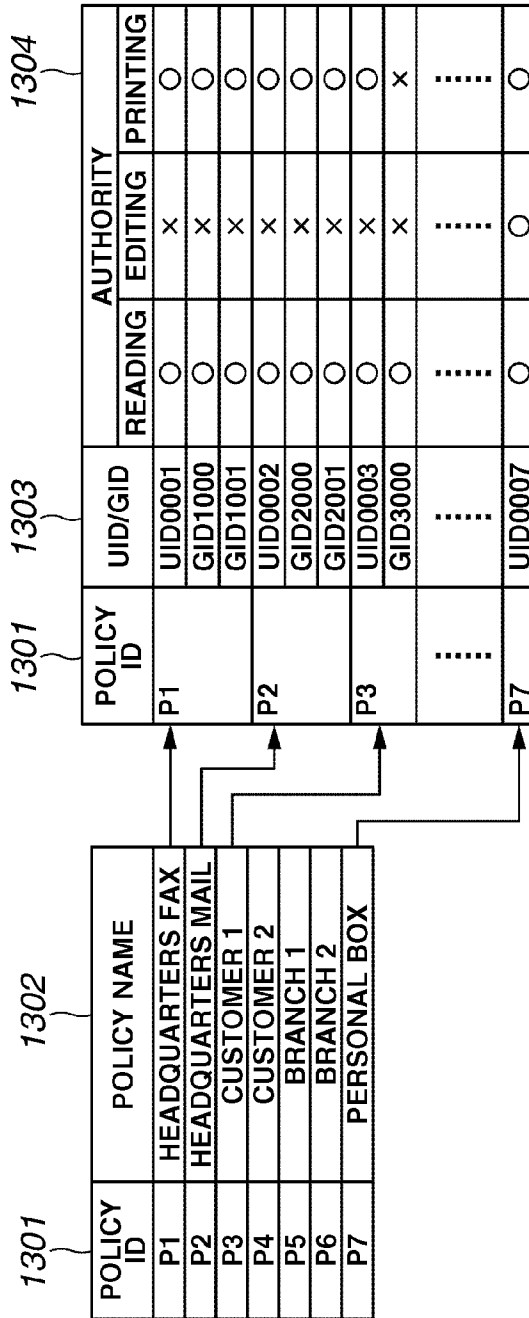 1301
1302
POLICY ID
POLICY NAME
P1 HEADQUARTERS FAX
P2 HEADQUARTERS MAIL
P3 CUSTOMER 1
P4 CUSTOMER 2
P5 BRANCH 1
P6 BRANCH 2
P7 PERSONAL BOX
1301
1303
1304
POLICY ID
UID/GID
AUTHORITY
READING EDITING PRINTING
P1 UID0001 ○ × ○
GID1000 ○ × ○
GID1001 ○ × ○
P2 UID0002 ○ × ○
GID2000 ○ × ○
GID2001 ○ × ○
P3 UID0003 ○ × ○
GID3000 ○ × ×
...... ...... ...... ...... ......
P7 UID0007 ○ ○ ○